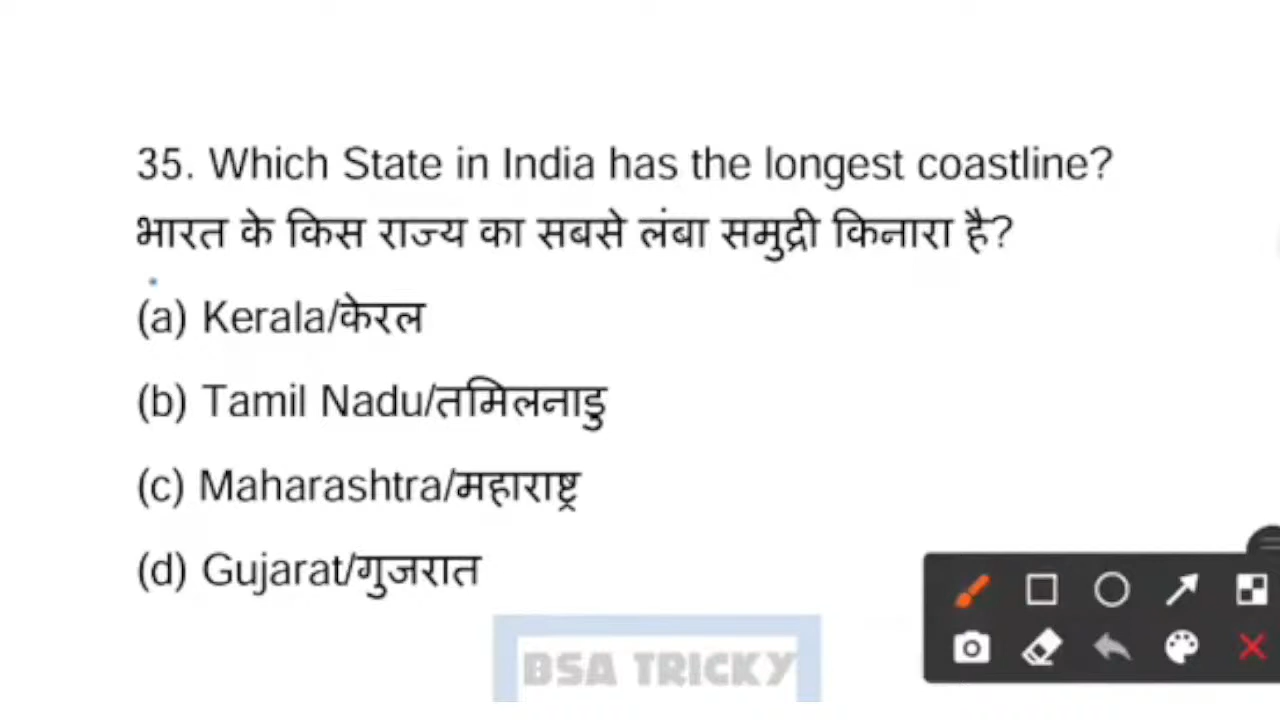 35. Which State in India has the longest coastline?
भारत के किस राज्य का सबसे लंबा समुद्री किनारा है?
(a) Kerala/केरल
(b) Tamil Nadu/तमिलनाडु
(c) Maharashtra/महाराष्ट्र
(d) Gujarat/गुजरात
BSA TRICKY